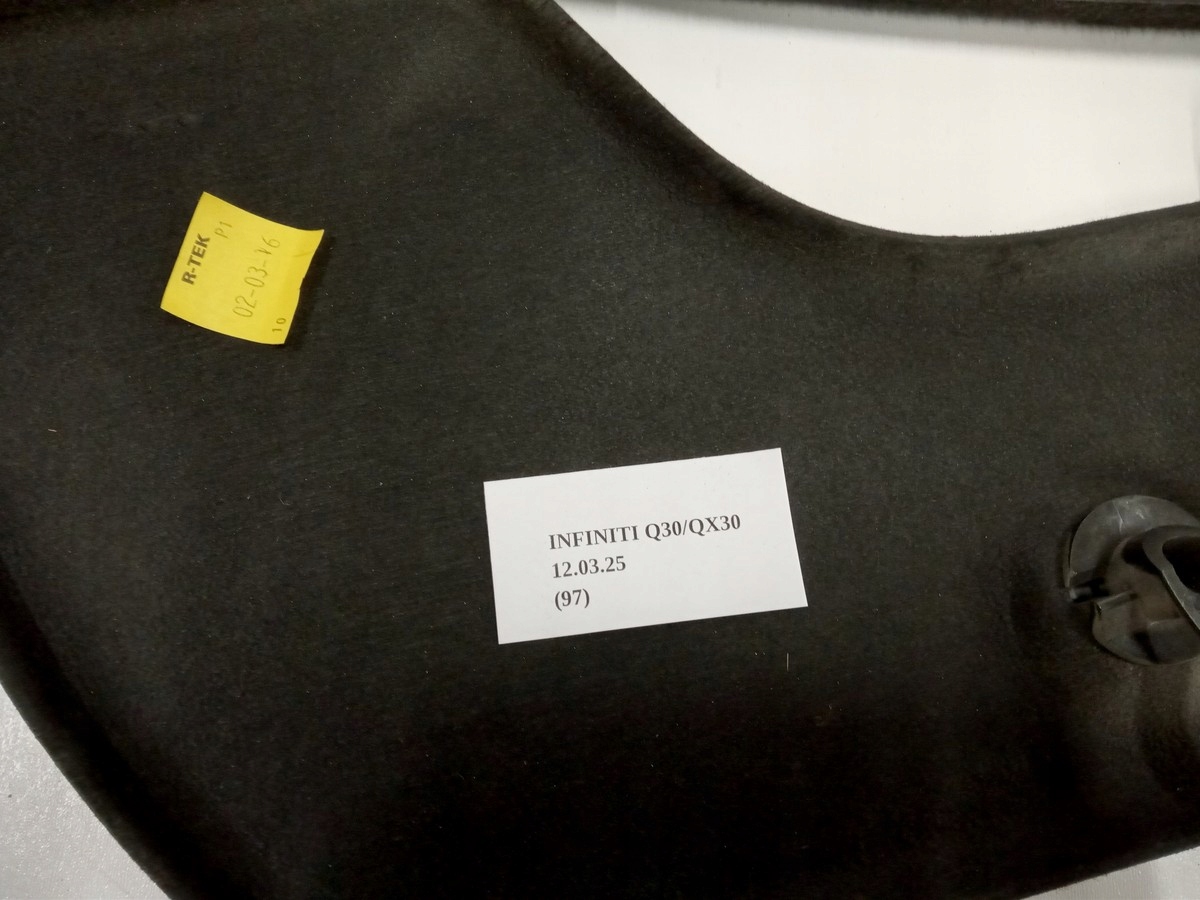 R-TEK
P1
02-03-16
10
INFINITI Q30/QX30
12.03.25
(97)